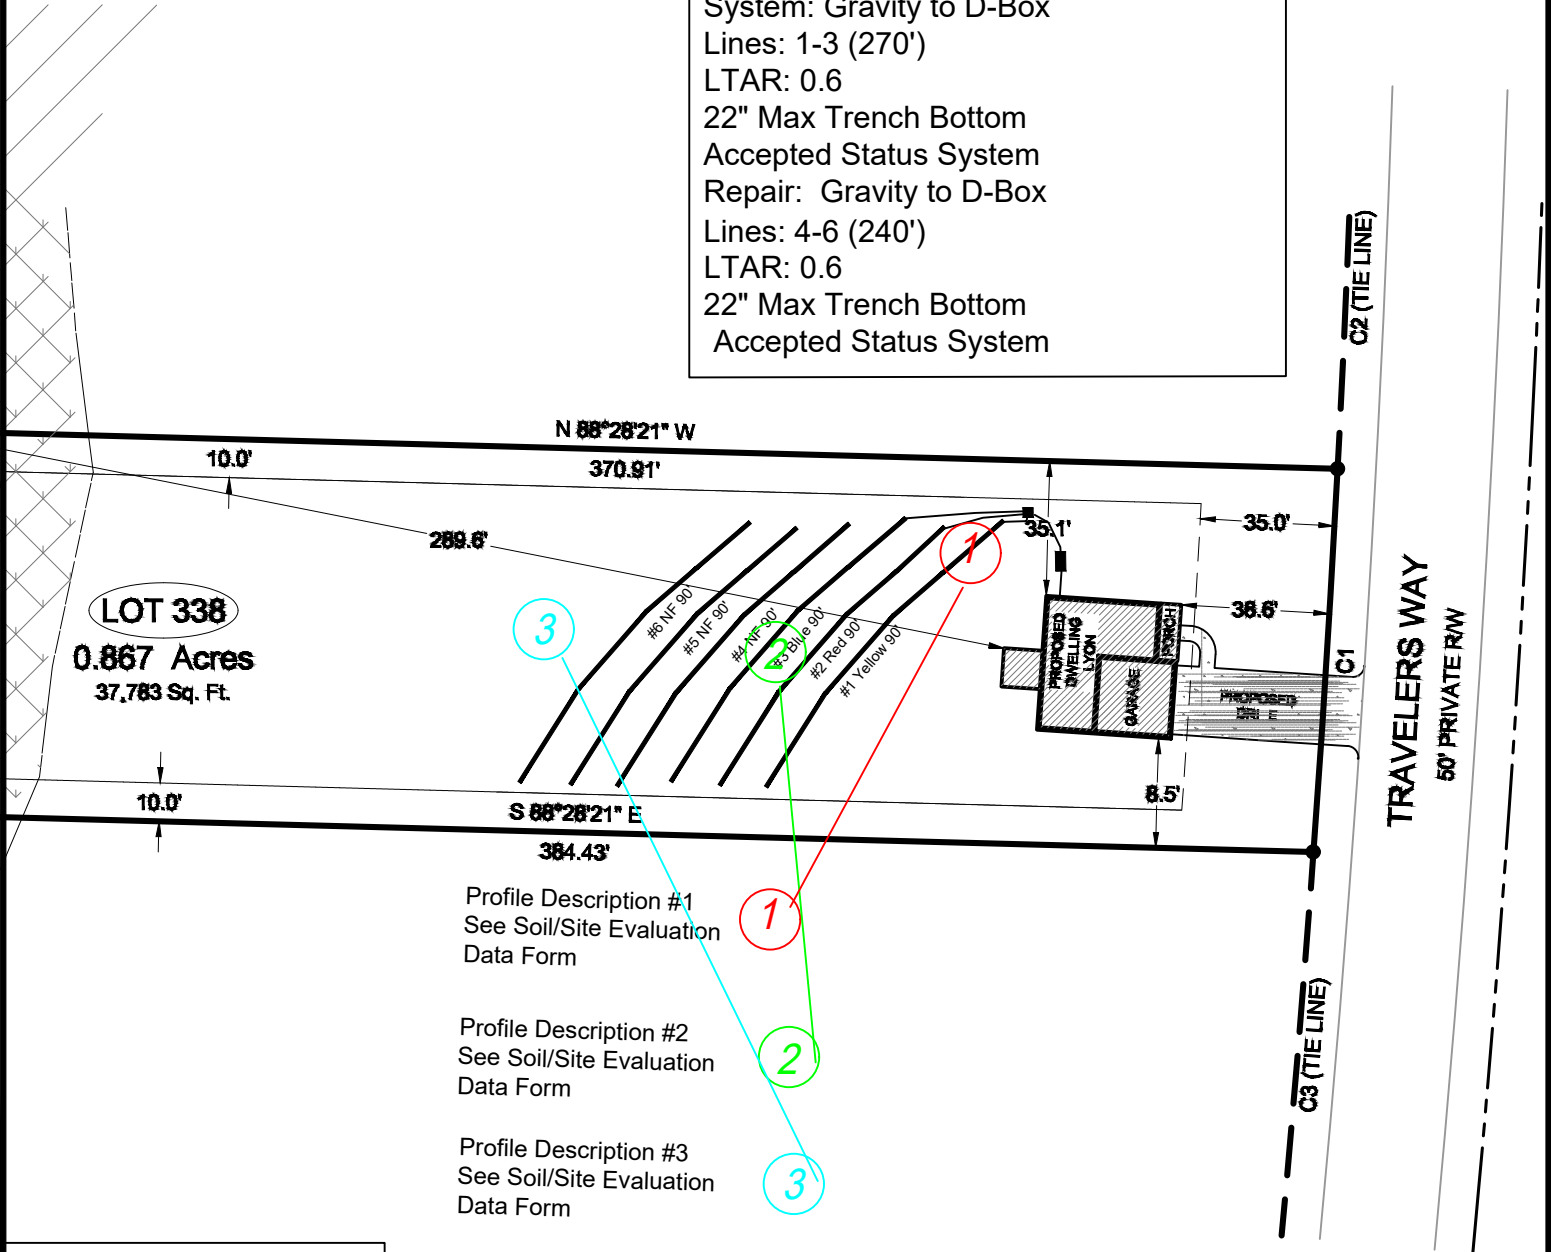 System: Gravity to D-Box
Lines: 1-3 (270')
LTAR: 0.6
22" Max Trench Bottom
Accepted Status System
Repair: Gravity to D-Box
Lines: 4-6 (240')
LTAR: 0.6
22" Max Trench Bottom
Accepted Status System
C2 (TIE LINE)
N 88°28'21" W
10.0'
370.91'
35.1'
35.0'
289.6'
1
LOT 338
0.867 Acres
37,783 Sq. Ft.
3
#6 NF 90'
#5 NF 90'
#4 NF 90'
2
#3 Blue 90'
#2 Red 90'
#1 Yellow 90'
PROPOSED
DWELLING
LYON
PORCH
GARAGE
36.6'
C1
PROPOSED
TRAVELERS WAY
50' PRIVATE R/W
10.0'
8.5'
S 88°28'21" E
384.43'
Profile Description #1
See Soil/Site Evaluation
Data Form
1
Profile Description #2
See Soil/Site Evaluation
Data Form
2
Profile Description #3
See Soil/Site Evaluation
Data Form
3
C3 (TIE LINE)